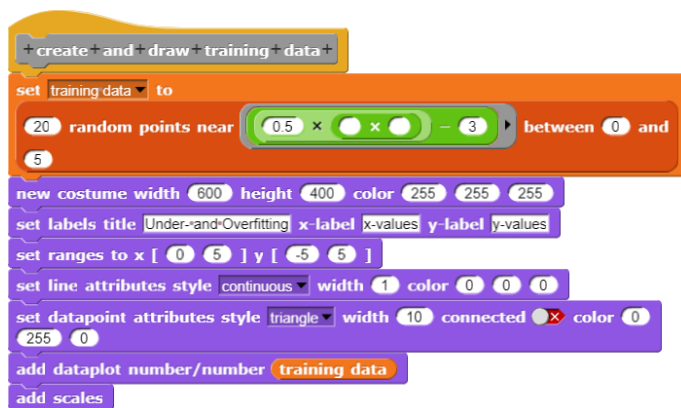 +create+and+draw+training+data+
set training data to
20 random points near 0.5 × × - 3 between 0 and
5
new costume width 600 height 400 color 255 255 255
set labels title Under-and Overfitting x-label x-values y-label y-values
set ranges to x [ 0 5 ] y [ -5 5 ]
set line attributes style continuous width 1 color 0 0 0
set datapoint attributes style triangle width 10 connected color 0
255 0
add dataplot number/number training data
add scales